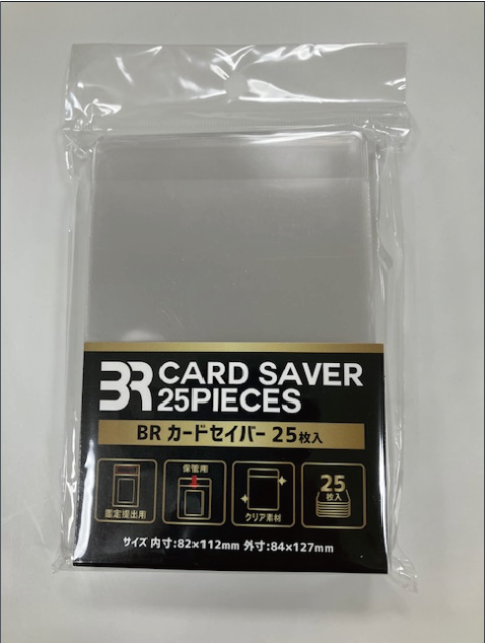 BR CARD SAVER
25PIECES
BR カードセイバー 25枚入
鑑定提出用
保管用
クリア素材
25
枚入
サイズ 内寸:82×112mm 外寸:84×127mm